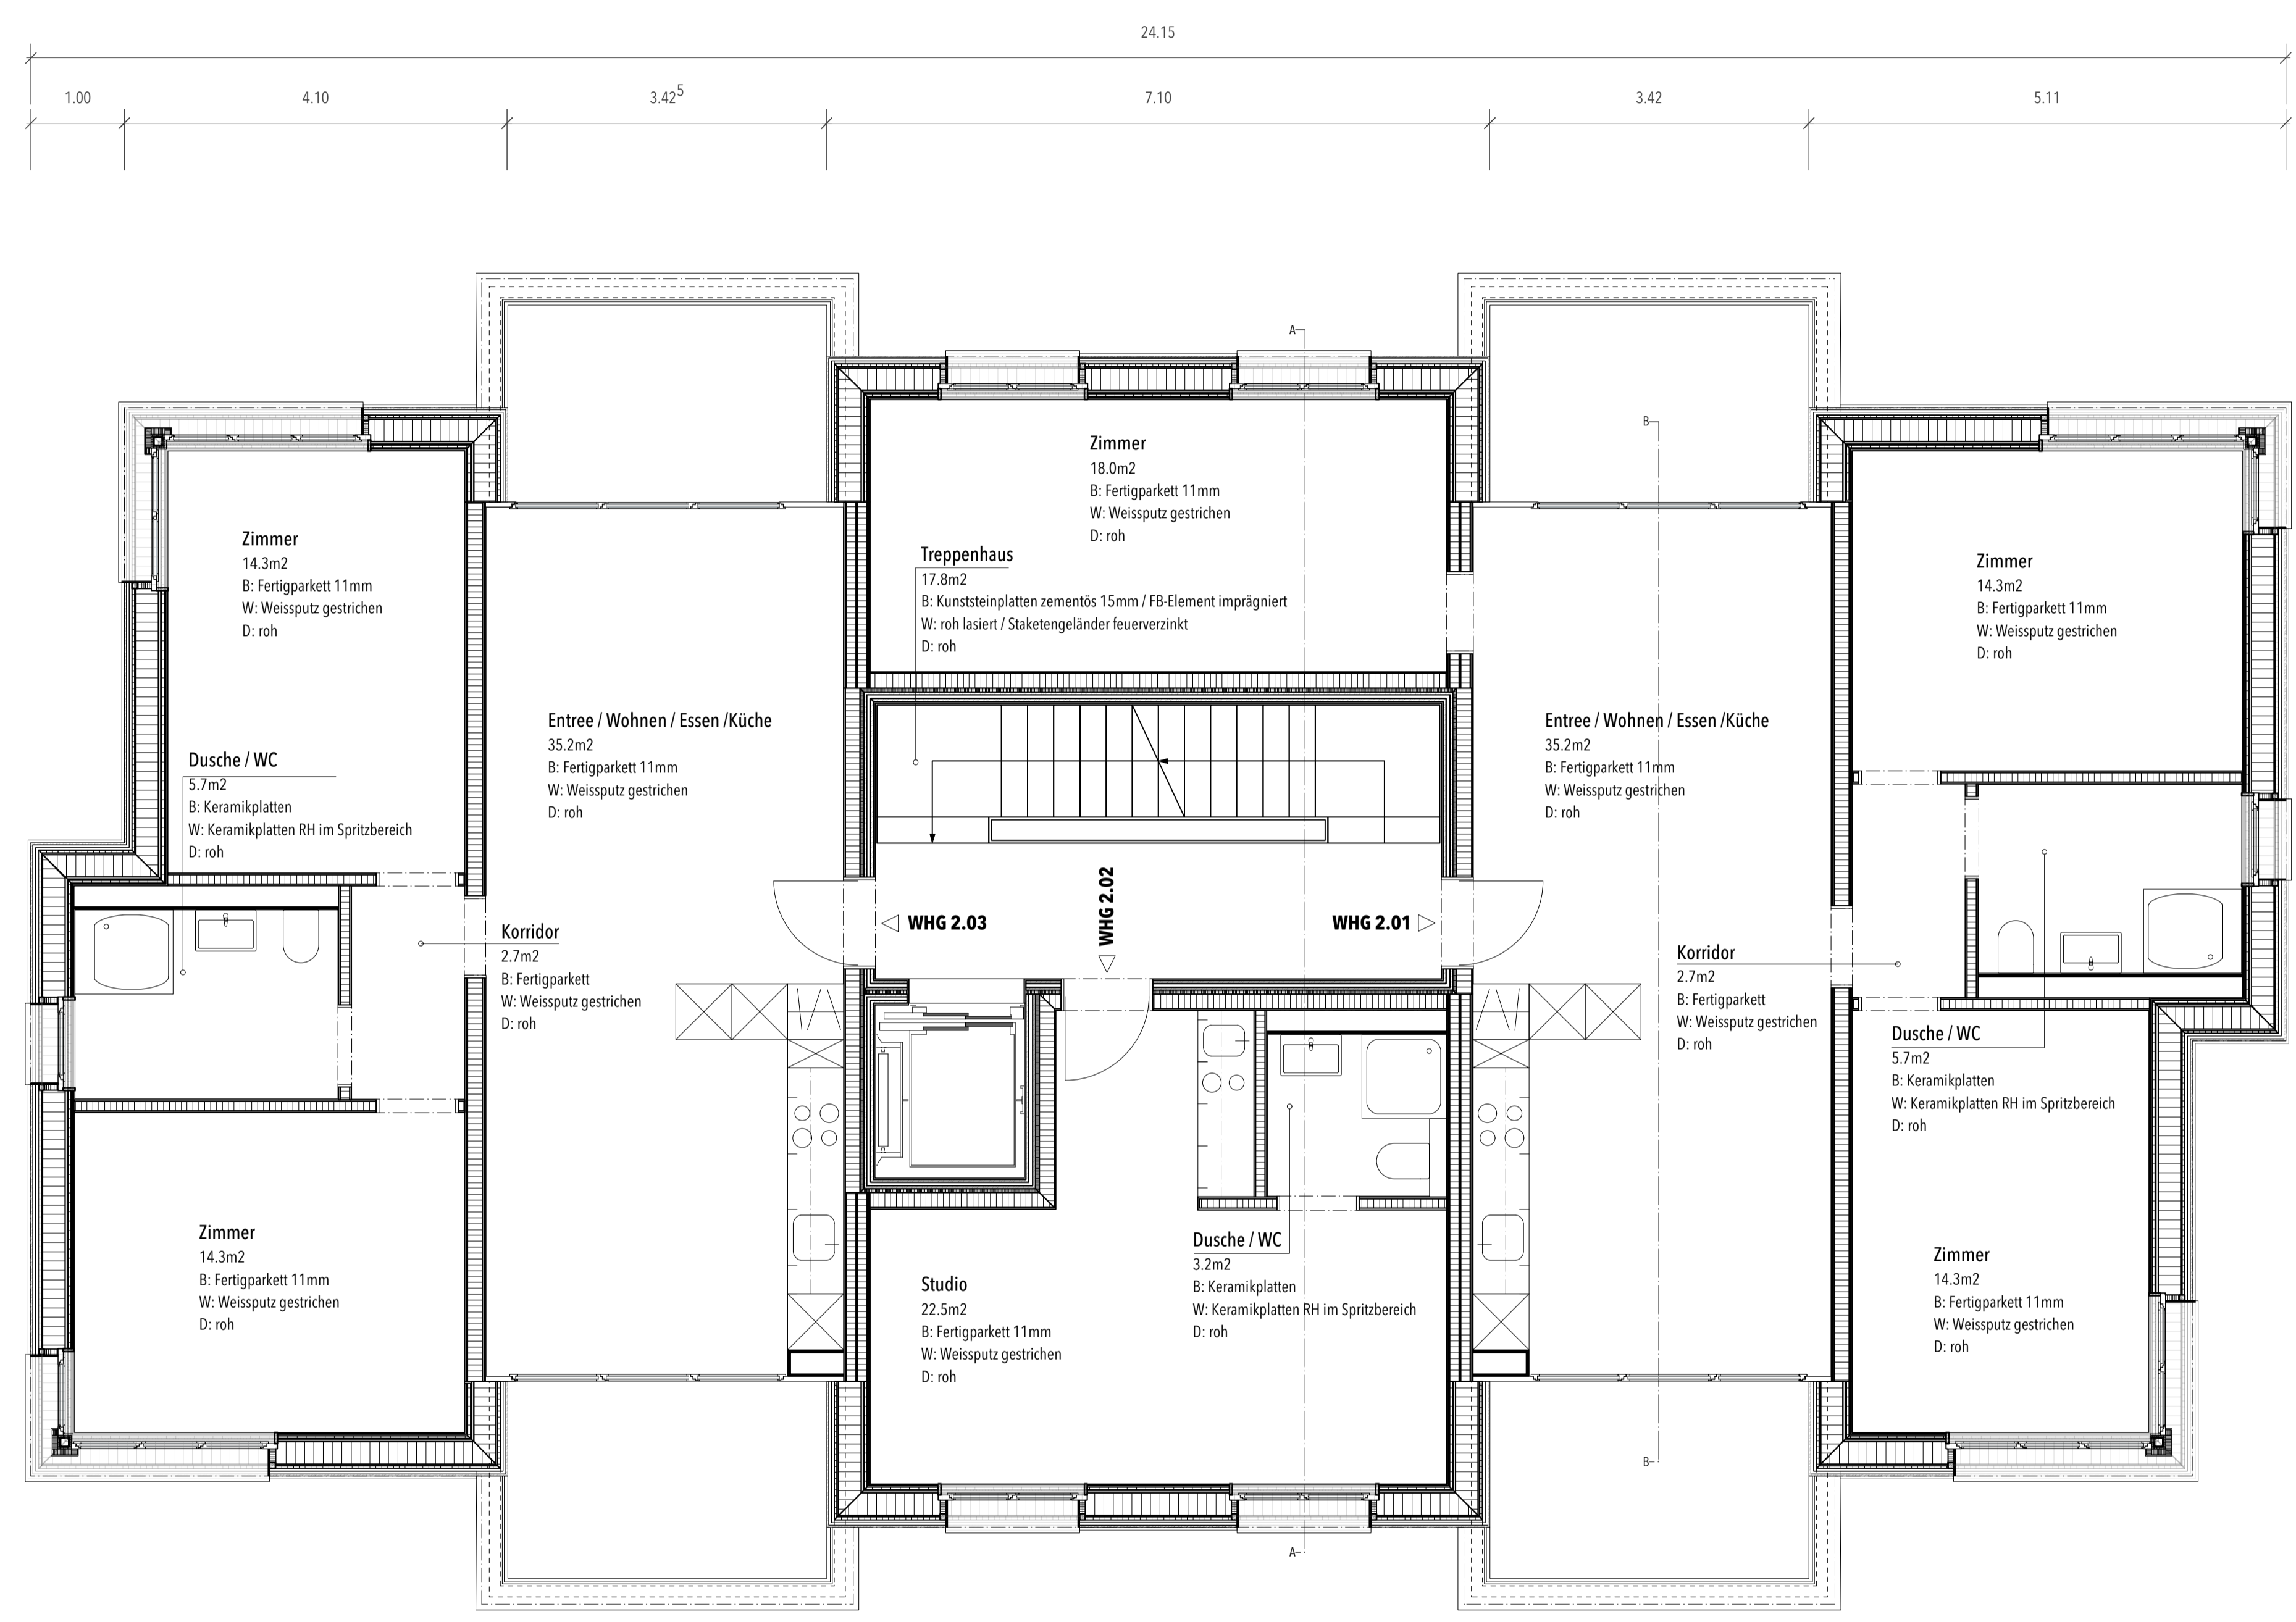 24.15
1.00 4.10 3.42⁵ 7.10 3.42 5.11
A
B
Zimmer
18.0m2
B: Fertigparkett 11mm
W: Weissputz gestrichen
D: roh
Zimmer
14.3m2
B: Fertigparkett 11mm
W: Weissputz gestrichen
D: roh
Treppenhaus
17.8m2
B: Kunststeinplatten zementös 15mm / FB-Element imprägniert
W: roh lasiert / Staketengeländer feuerverzinkt
D: roh
Zimmer
14.3m2
B: Fertigparkett 11mm
W: Weissputz gestrichen
D: roh
Entree / Wohnen / Essen /Küche
35.2m2
B: Fertigparkett 11mm
W: Weissputz gestrichen
D: roh
Entree / Wohnen / Essen /Küche
35.2m2
B: Fertigparkett 11mm
W: Weissputz gestrichen
D: roh
Dusche / WC
5.7m2
B: Keramikplatten
W: Keramikplatten RH im Spritzbereich
D: roh
WHG 2.03
WHG 2.02
WHG 2.01
Korridor
2.7m2
B: Fertigparkett
W: Weissputz gestrichen
D: roh
Korridor
2.7m2
B: Fertigparkett
W: Weissputz gestrichen
D: roh
Dusche / WC
5.7m2
B: Keramikplatten
W: Keramikplatten RH im Spritzbereich
D: roh
Zimmer
14.3m2
B: Fertigparkett 11mm
W: Weissputz gestrichen
D: roh
Dusche / WC
3.2m2
B: Keramikplatten
W: Keramikplatten RH im Spritzbereich
D: roh
Studio
22.5m2
B: Fertigparkett 11mm
W: Weissputz gestrichen
D: roh
Zimmer
14.3m2
B: Fertigparkett 11mm
W: Weissputz gestrichen
D: roh
B
A